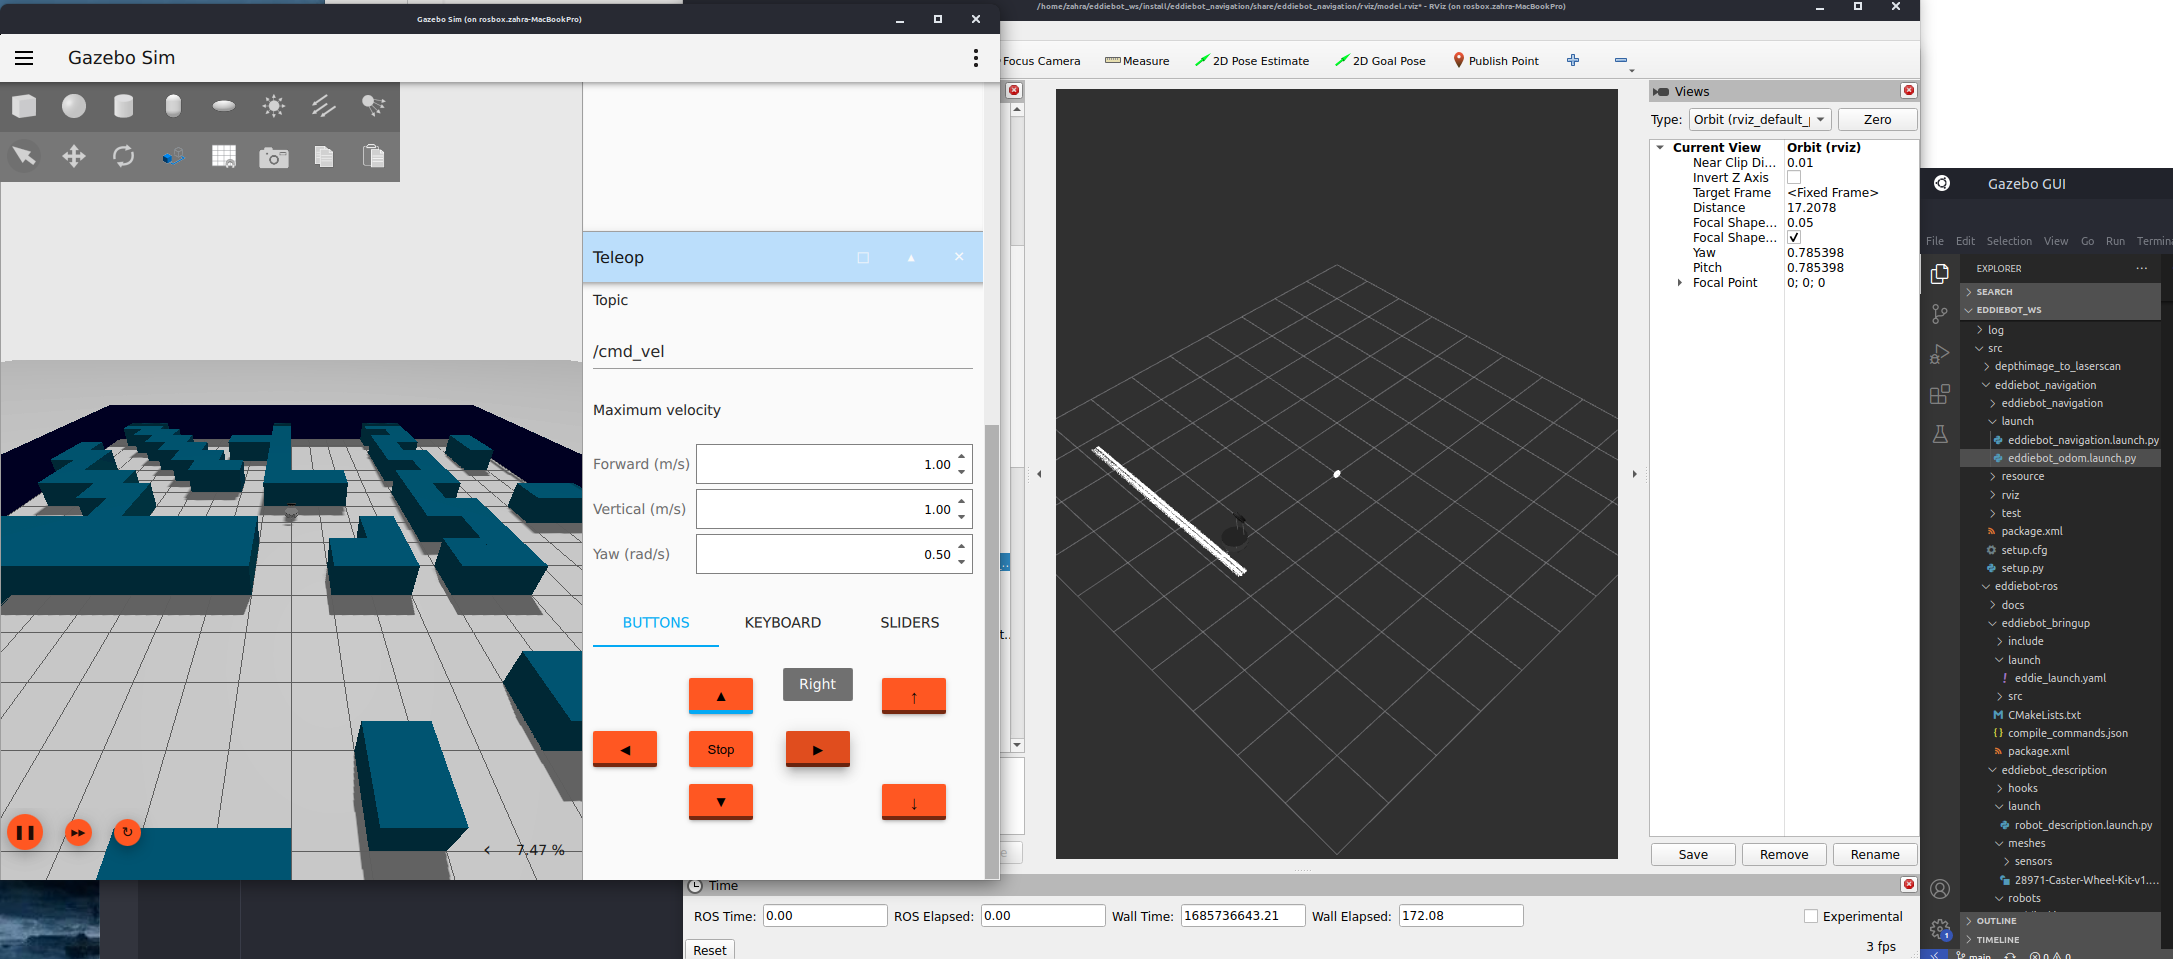 Gazebo Sim (on rosbox.zahra-MacBookPro)
Gazebo Sim
Teleop
Topic
/cmd_vel
Maximum velocity
Forward (m/s) 1.00
Vertical (m/s) 1.00
Yaw (rad/s) 0.50
BUTTONS KEYBOARD SLIDERS
Right
Stop
7.47 %
/home/zahra/eddiebot_ws/install/eddiebot_navigation/share/eddiebot_navigation/rviz/model.rviz* - RViz (on rosbox.zahra-MacBookPro)
Focus Camera Measure 2D Pose Estimate 2D Goal Pose Publish Point
Views
Type: Orbit (rviz_default_ Zero
Current View Orbit (rviz)
Near Clip Di... 0.01
Invert Z Axis
Target Frame <Fixed Frame>
Distance 17.2078
Focal Shape... 0.05
Focal Shape...
Yaw 0.785398
Pitch 0.785398
Focal Point 0; 0; 0
Save Remove Rename
Time
ROS Time: 0.00 ROS Elapsed: 0.00 Wall Time: 1685736643.21 Wall Elapsed: 172.08 Experimental
Reset 3 fps
Gazebo GUI
File Edit Selection View Go Run Termin
EXPLORER ...
SEARCH
EDDIEBOT_WS
log
src
depthimage_to_laserscan
eddiebot_navigation
eddiebot_navigation
launch
eddiebot_navigation.launch.py
eddiebot_odom.launch.py
resource
rviz
test
package.xml
setup.cfg
setup.py
eddiebot-ros
docs
eddiebot_bringup
include
launch
! eddie_launch.yaml
src
CMakeLists.txt
{} compile_commands.json
package.xml
eddiebot_description
hooks
launch
robot_description.launch.py
meshes
sensors
28971-Caster-Wheel-Kit-v1....
robots
OUTLINE
TIMELINE
1
main 0 0